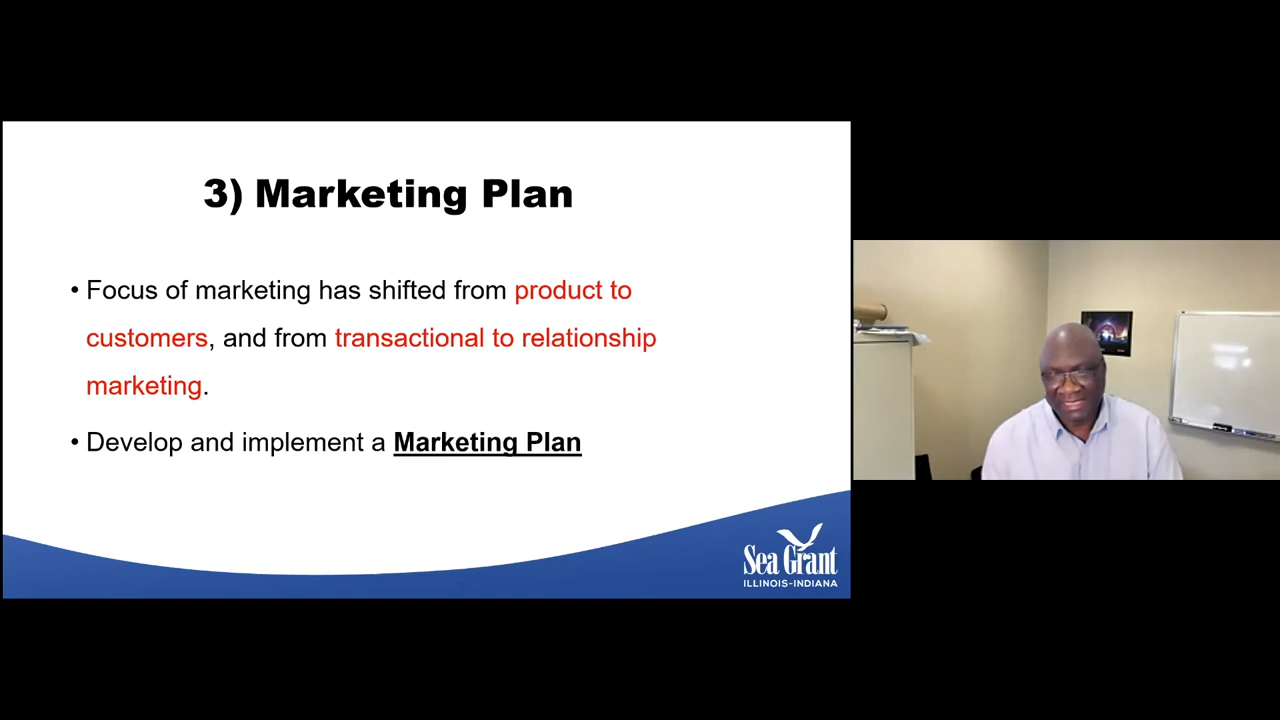 3) Marketing Plan
• Focus of marketing has shifted from product to
customers, and from transactional to relationship
marketing.
• Develop and implement a Marketing Plan
Sea Grant
ILLINOIS-INDIANA